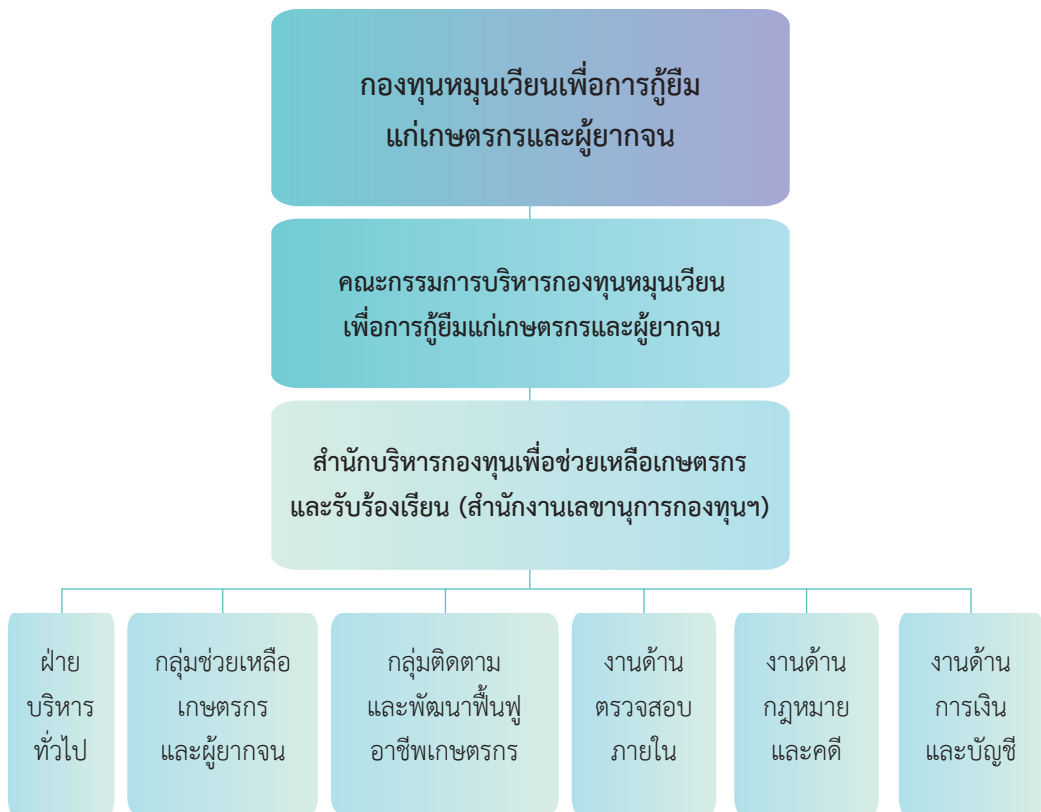 กองทุนหมุนเวียนเพื่อการกู้ยืม
แก่เกษตรกรและผู้ยากจน
คณะกรรมการบริหารกองทุนหมุนเวียน
เพื่อการกู้ยืมแก่เกษตรกรและผู้ยากจน
สำนักบริหารกองทุนเพื่อช่วยเหลือเกษตรกร
และรับร้องเรียน (สำนักงานเลขานุการกองทุนฯ)
ฝ่าย
บริหาร
ทั่วไป
กลุ่มช่วยเหลือ
เกษตรกร
และผู้ยากจน
กลุ่มติดตาม
และพัฒนาฟื้นฟู
อาชีพเกษตรกร
งานด้าน
ตรวจสอบ
ภายใน
งานด้าน
กฎหมาย
และคดี
งานด้าน
การเงิน
และบัญชี